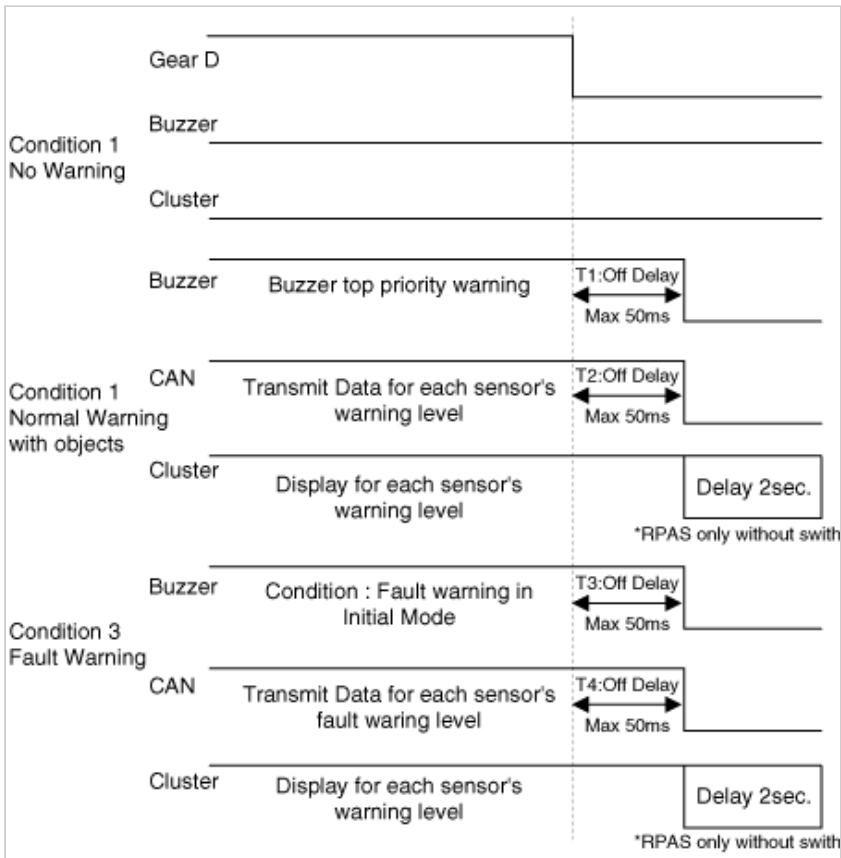 Gear D
Buzzer
Condition 1
No Warning
Cluster
Buzzer
Buzzer top priority warning
T1:Off Delay
Max 50ms
Condition 1
Normal Warning
with objects
CAN
Transmit Data for each sensor's
warning level
T2:Off Delay
Max 50ms
Cluster
Display for each sensor's
warning level
Delay 2sec.
*RPAS only without swith
Condition 3
Fault Warning
Buzzer
Condition : Fault warning in
Initial Mode
T3:Off Delay
Max 50ms
CAN
Transmit Data for each sensor's
fault waring level
T4:Off Delay
Max 50ms
Cluster
Display for each sensor's
warning level
Delay 2sec.
*RPAS only without swith